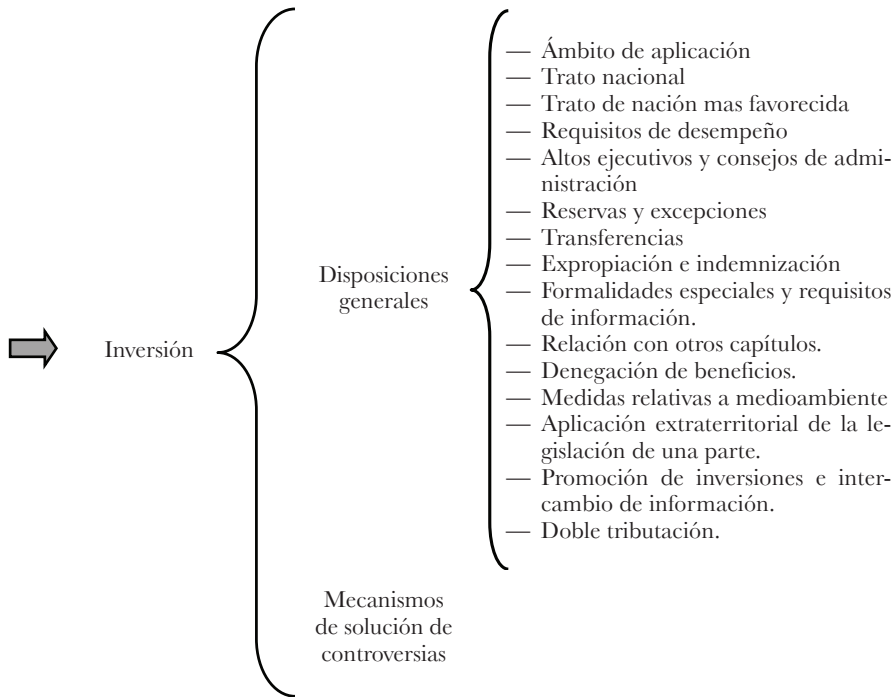 Inversión
Disposiciones
generales
— Ámbito de aplicación
— Trato nacional
— Trato de nación mas favorecida
— Requisitos de desempeño
— Altos ejecutivos y consejos de admi-
nistración
— Reservas y excepciones
— Transferencias
— Expropiación e indemnización
— Formalidades especiales y requisitos
de información.
— Relación con otros capítulos.
— Denegación de beneficios.
— Medidas relativas a medioambiente
— Aplicación extraterritorial de la le-
gislación de una parte.
— Promoción de inversiones e inter-
cambio de información.
— Doble tributación.
Mecanismos
de solución de
controversias